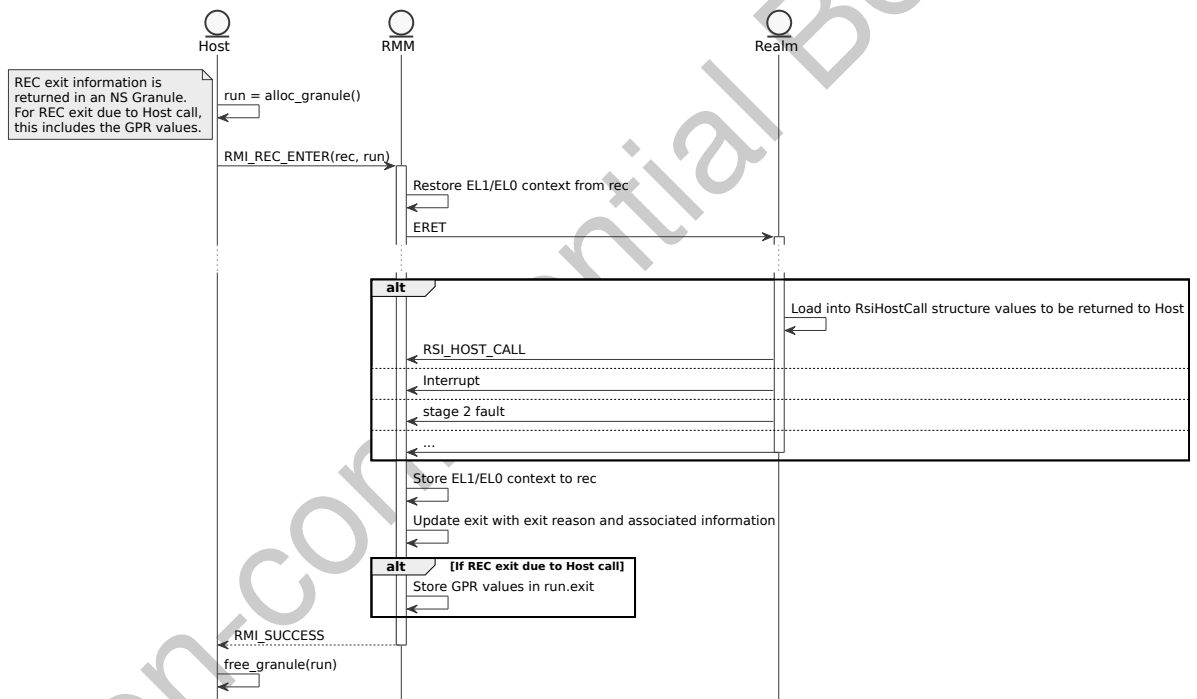 Host
RMM
Realm
REC exit information is
returned in an NS Granule.
For REC exit due to Host call,
this includes the GPR values.
run = alloc_granule()
RMI_REC_ENTER(rec, run)
Restore EL1/EL0 context from rec
ERET
alt
Load into RsiHostCall structure values to be returned to Host
RSI_HOST_CALL
Interrupt
stage 2 fault
...
Store EL1/EL0 context to rec
Update exit with exit reason and associated information
alt [If REC exit due to Host call]
Store GPR values in run.exit
RMI_SUCCESS
free_granule(run)